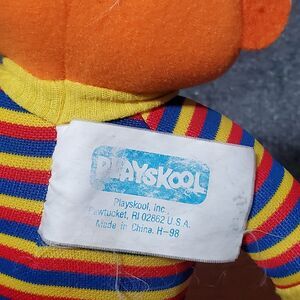 PLAYSKOOL
Playskool, Inc.
Pawtucket, RI 02862 U.S.A.
Made in China. H-98